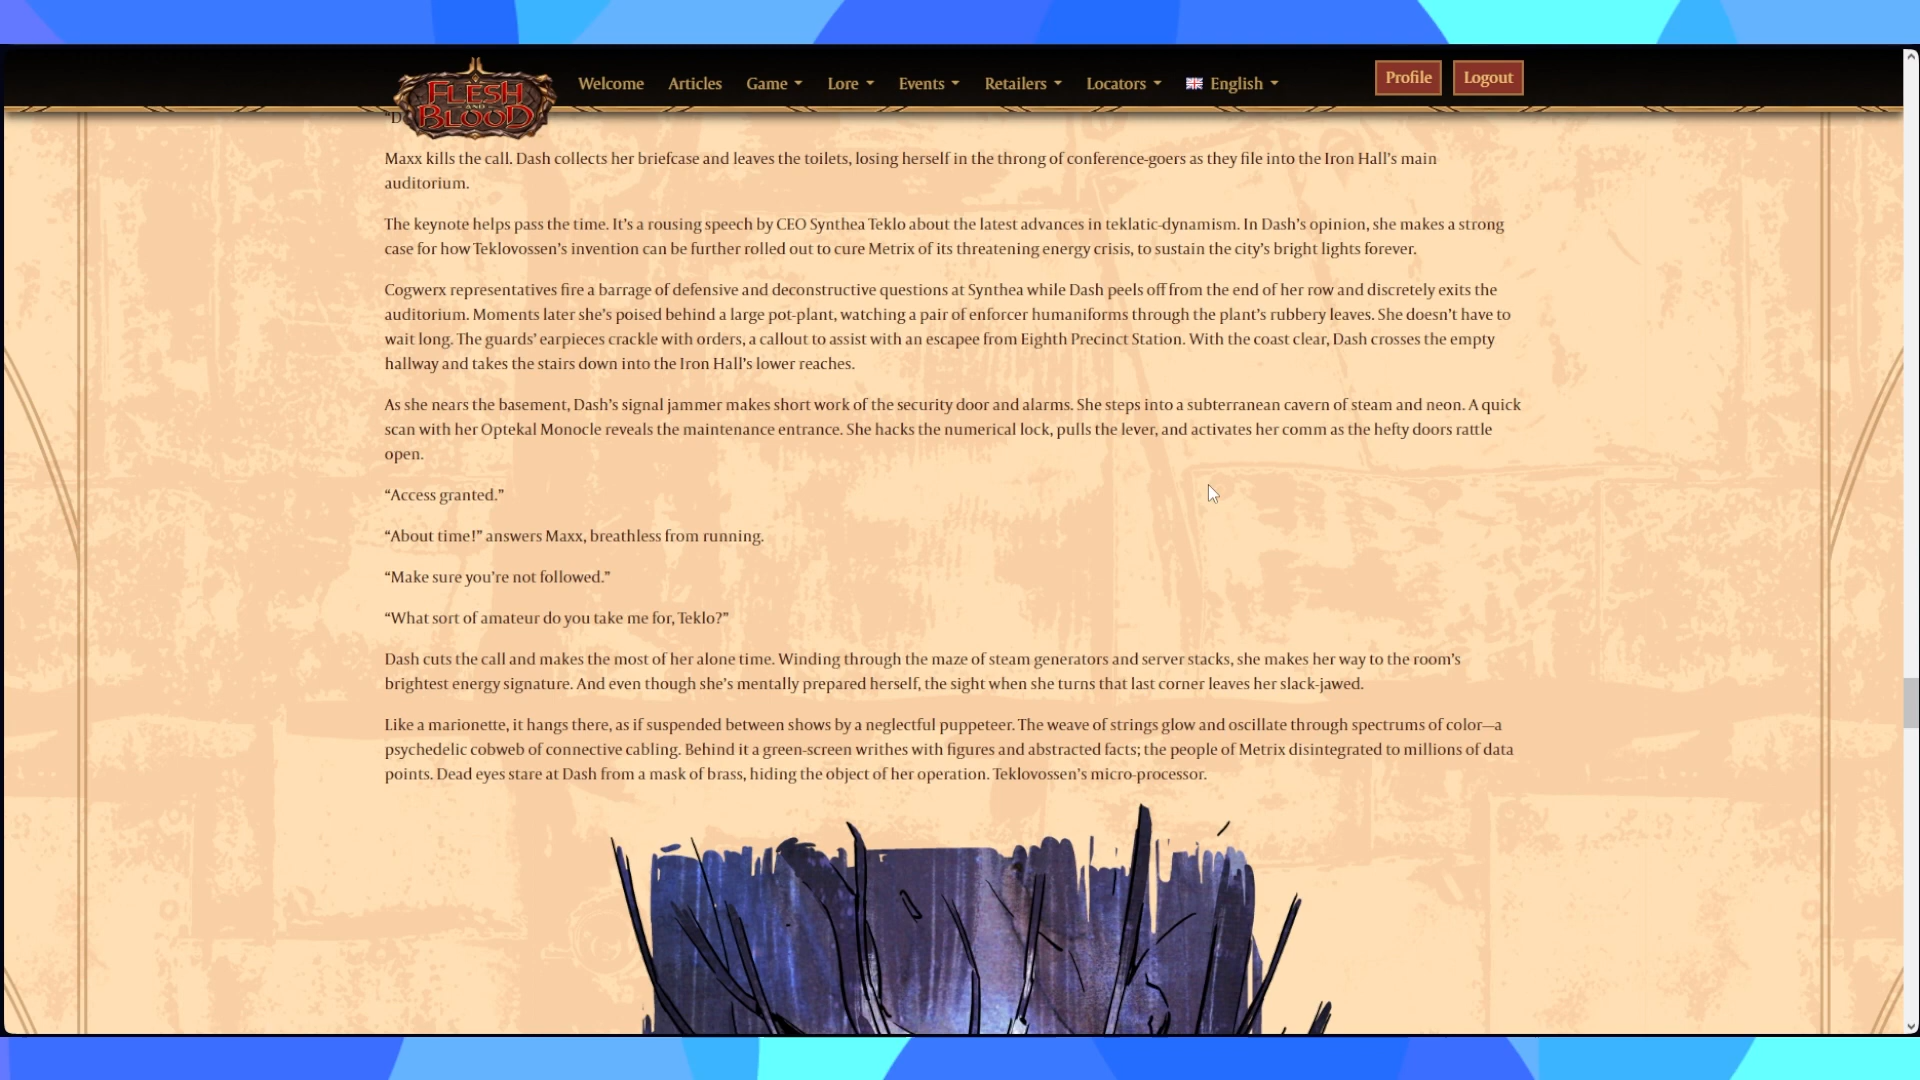 FLESH
AND
BLOOD
Welcome
Articles
Game
Lore
Events
Retailers
Locators
English
Profile
Logout
“D
Maxx kills the call. Dash collects her briefcase and leaves the toilets, losing herself in the throng of conference-goers as they file into the Iron Hall’s main
auditorium.
The keynote helps pass the time. It’s a rousing speech by CEO Synthea Teklo about the latest advances in teklatic-dynamism. In Dash’s opinion, she makes a strong
case for how Teklovossen’s invention can be further rolled out to cure Metrix of its threatening energy crisis, to sustain the city’s bright lights forever.
Cogwerx representatives fire a barrage of defensive and deconstructive questions at Synthea while Dash peels off from the end of her row and discretely exits the
auditorium. Moments later she’s poised behind a large pot-plant, watching a pair of enforcer humaniforms through the plant’s rubbery leaves. She doesn’t have to
wait long. The guards’ earpieces crackle with orders, a callout to assist with an escapee from Eighth Precinct Station. With the coast clear, Dash crosses the empty
hallway and takes the stairs down into the Iron Hall’s lower reaches.
As she nears the basement, Dash’s signal jammer makes short work of the security door and alarms. She steps into a subterranean cavern of steam and neon. A quick
scan with her Optekal Monocle reveals the maintenance entrance. She hacks the numerical lock, pulls the lever, and activates her comm as the hefty doors rattle
open.
“Access granted.”
“About time!” answers Maxx, breathless from running.
“Make sure you’re not followed.”
“What sort of amateur do you take me for, Teklo?”
Dash cuts the call and makes the most of her alone time. Winding through the maze of steam generators and server stacks, she makes her way to the room’s
brightest energy signature. And even though she’s mentally prepared herself, the sight when she turns that last corner leaves her slack-jawed.
Like a marionette, it hangs there, as if suspended between shows by a neglectful puppeteer. The weave of strings glow and oscillate through spectrums of color—a
psychedelic cobweb of connective cabling. Behind it a green-screen writhes with figures and abstracted facts; the people of Metrix disintegrated to millions of data
points. Dead eyes stare at Dash from a mask of brass, hiding the object of her operation. Teklovossen’s micro-processor.